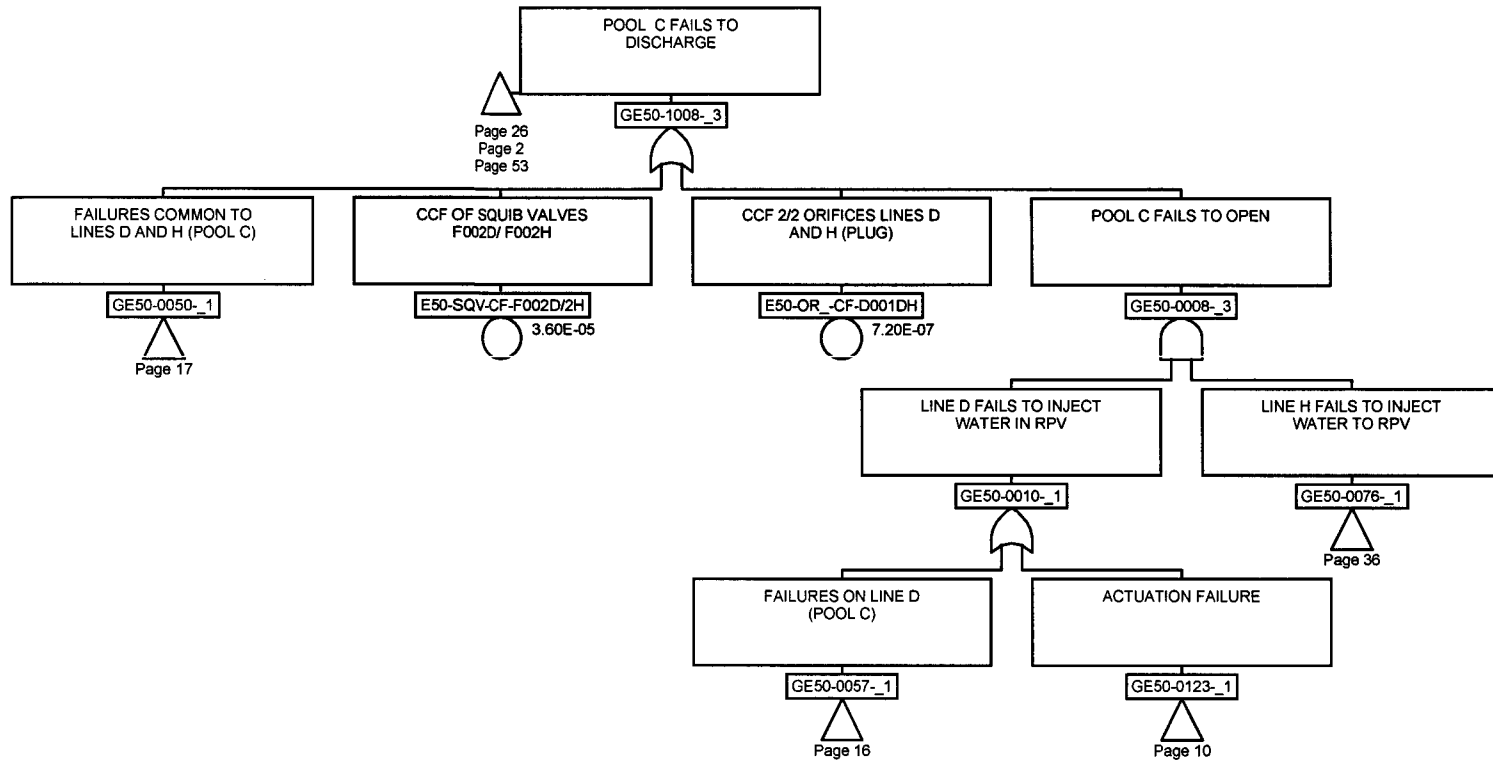 POOL C FAILS TO
DISCHARGE
GE50-1008-_3
Page 26
Page 2
Page 53
FAILURES COMMON TO
LINES D AND H (POOL C)
GE50-0050-_1
Page 17
CCF OF SQUIB VALVES
F002D/ F002H
E50-SQV-CF-F002D/2H
3.60E-05
CCF 2/2 ORIFICES LINES D
AND H (PLUG)
E50-OR_-CF-D001DH
7.20E-07
POOL C FAILS TO OPEN
GE50-0008-_3
LINE D FAILS TO INJECT
WATER IN RPV
GE50-0010-_1
LINE H FAILS TO INJECT
WATER TO RPV
GE50-0076-_1
Page 36
FAILURES ON LINE D
(POOL C)
GE50-0057-_1
Page 16
ACTUATION FAILURE
GE50-0123-_1
Page 10